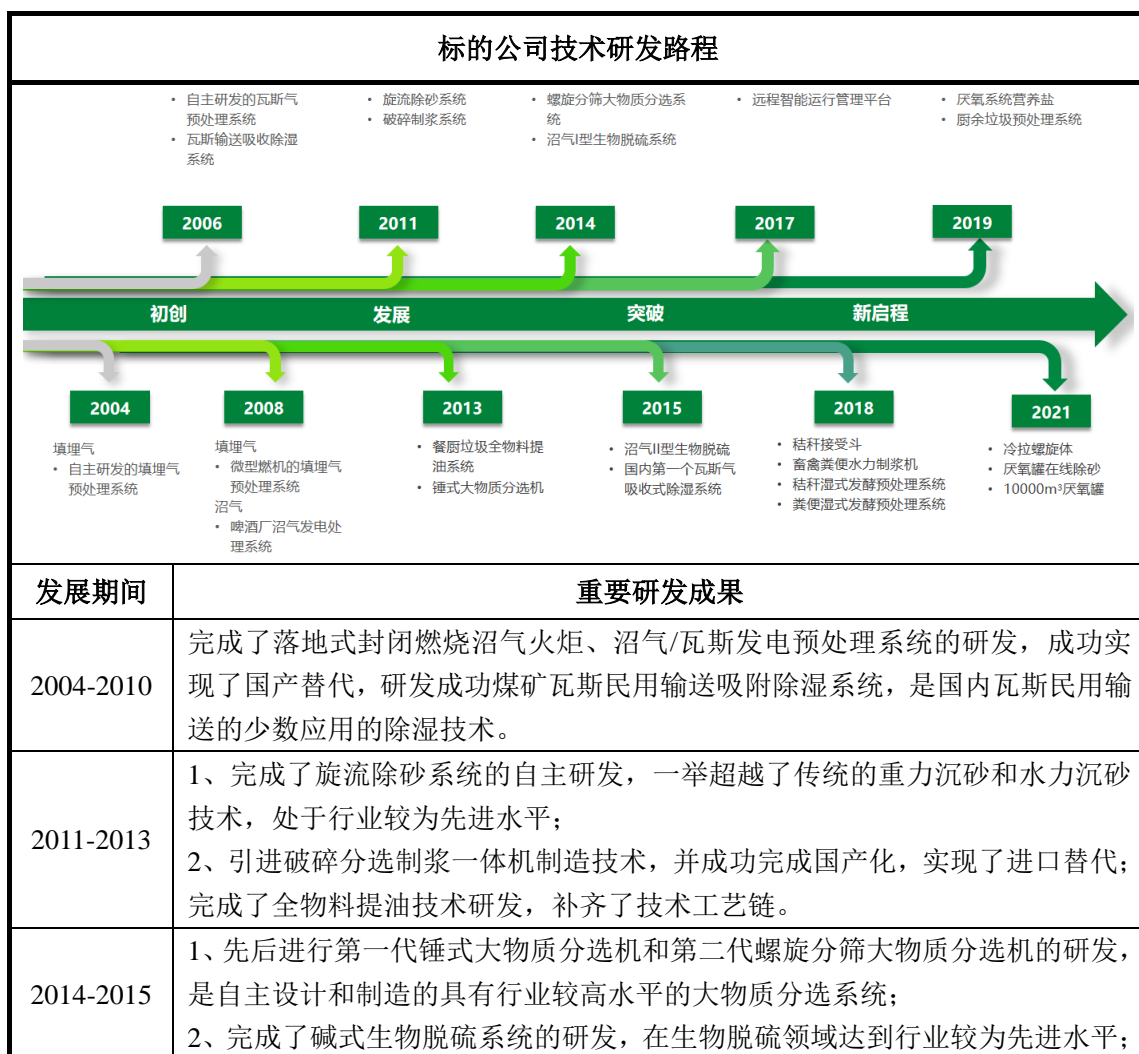 标的公司技术研发路程
• 自主研发的瓦斯气
预处理系统
• 瓦斯输送吸收除湿
系统
• 旋流除砂系统
• 破碎制浆系统
• 螺旋分筛大物质分选系
统
• 沼气I型生物脱硫系统
• 远程智能运行管理平台
• 厌氧系统营养盐
• 厨余垃圾预处理系统
2006
2011
2014
2017
2019
初创
发展
突破
新启程
2004
2008
2013
2015
2018
2021
填埋气
• 自主研发的填埋气
预处理系统
填埋气
• 微型燃机的填埋气
预处理系统
沼气
• 啤酒厂沼气发电处
理系统
• 餐厨垃圾全物料提
油系统
• 锤式大物质分选机
• 沼气II型生物脱硫
• 国内第一个瓦斯气
吸收式除湿系统
• 秸秆接受斗
• 畜禽粪便水力制浆机
• 秸秆湿式发酵预处理系统
• 粪便湿式发酵预处理系统
• 冷拉螺旋体
• 厌氧罐在线除砂
• 10000m³厌氧罐
发展期间
重要研发成果
2004-2010
完成了落地式封闭燃烧沼气火炬、沼气/瓦斯发电预处理系统的研发，成功实
现了国产替代，研发成功煤矿瓦斯民用输送吸附除湿系统，是国内瓦斯民用输
送的少数应用的除湿技术。
2011-2013
1、完成了旋流除砂系统的自主研发，一举超越了传统的重力沉砂和水力沉砂
技术，处于行业较为先进水平；
2、引进破碎分选制浆一体机制造技术，并成功完成国产化，实现了进口替代；
完成了全物料提油技术研发，补齐了技术工艺链。
2014-2015
1、先后进行第一代锤式大物质分选机和第二代螺旋分筛大物质分选机的研发，
是自主设计和制造的具有行业较高水平的大物质分选系统；
2、完成了碱式生物脱硫系统的研发，在生物脱硫领域达到行业较为先进水平；